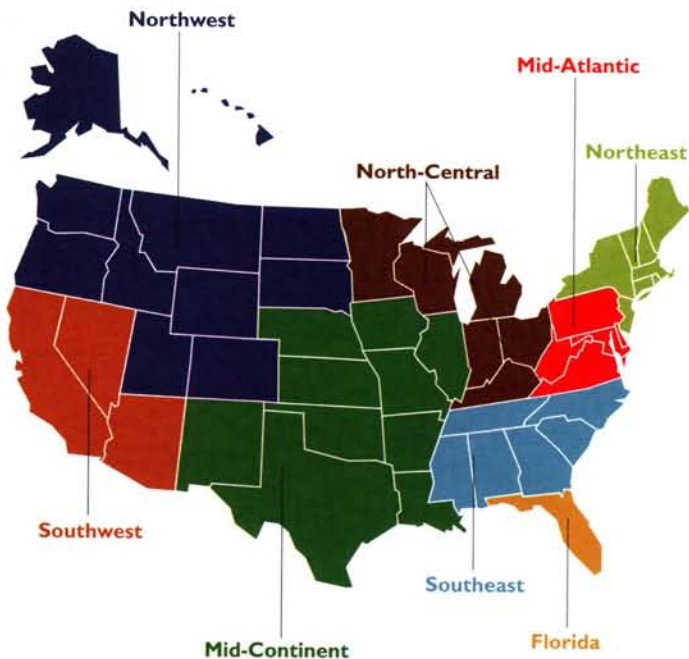 Northwest
Mid-Atlantic
Northeast
North-Central
Southwest
Southeast
Florida
Mid-Continent